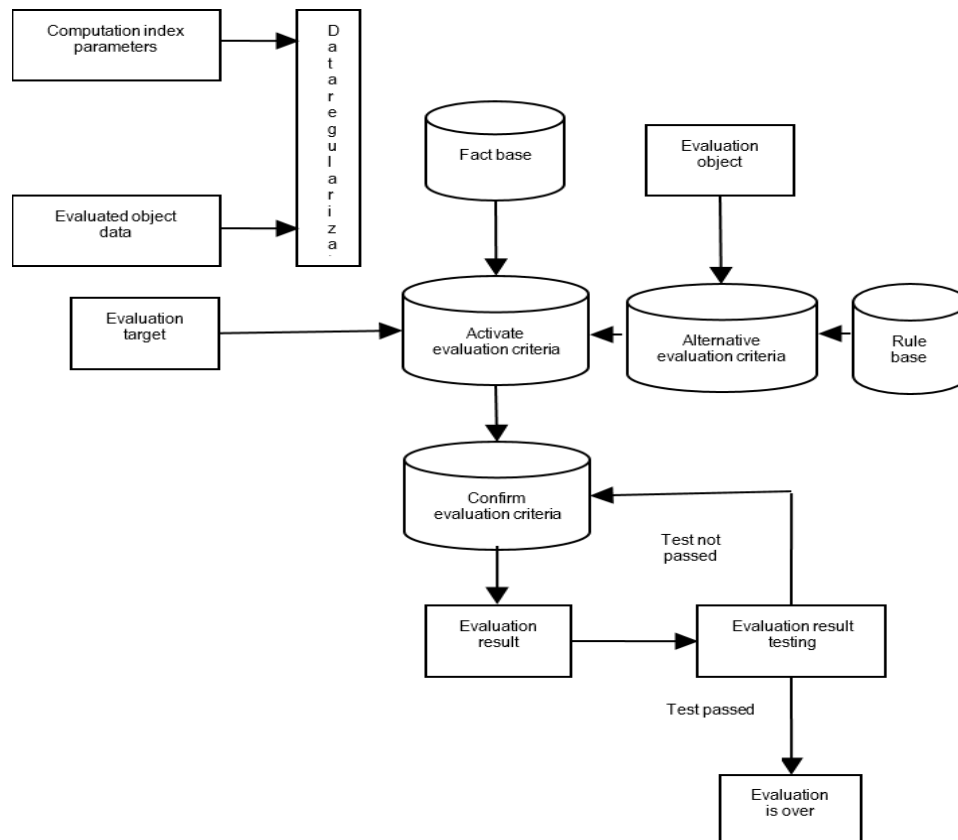 Computation index
parameters
D
a
t
a
r
e
g
u
l
a
r
i
z
a
Fact base
Evaluation
object
Evaluated object
data
Evaluation
target
Activate
evaluation criteria
Alternative
evaluation criteria
Rule
base
Confirm
evaluation criteria
Test not
passed
Evaluation
result
Evaluation result
testing
Test passed
Evaluation
is over